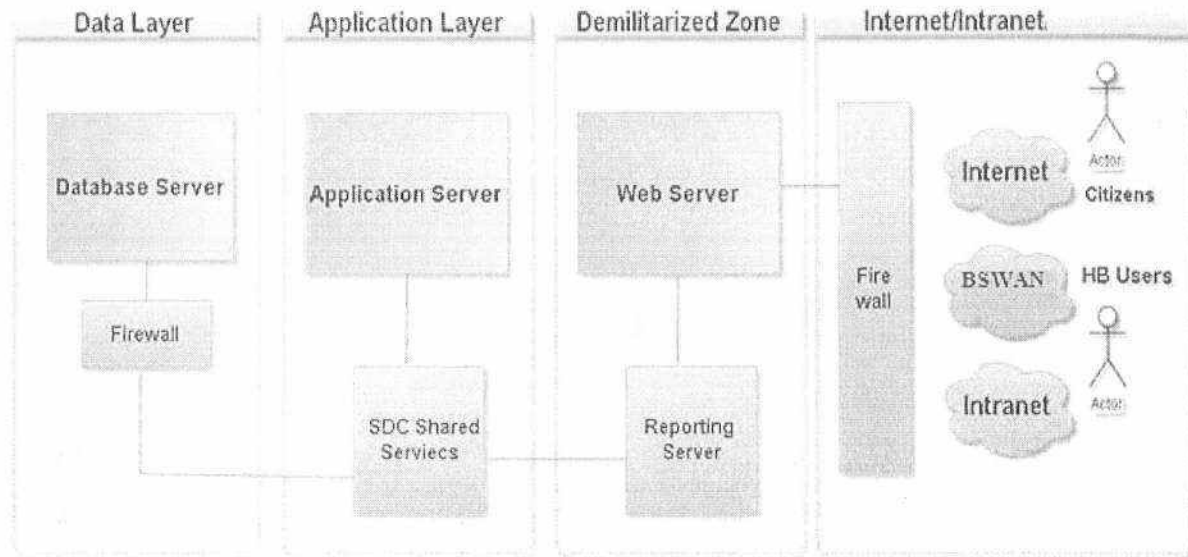 Data Layer
Application Layer
Demilitarized Zone
Internet/Intranet
Database Server
Firewall
Application Server
SDC Shared
Serviecs
Web Server
Reporting
Server
Fire
wall
Internet
Actor
Citizens
BSWAN
HB Users
Intranet
Actor